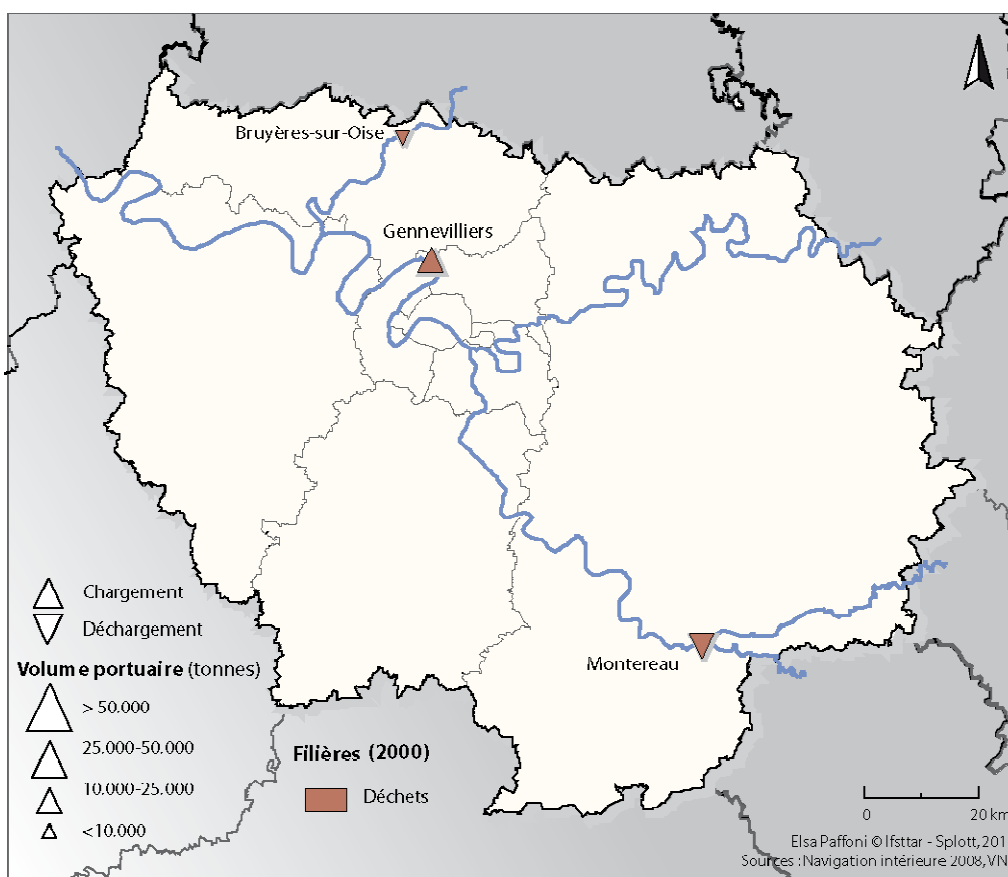 Bruyères-sur-Oise
Gennevilliers
Montereau
Chargement
Déchargement
Volume portuaire (tonnes)
> 50.000
25.000-50.000
10.000-25.000
<10.000
Filières (2000)
Déchets
0 20 km
Elsa Paffoni © Ifsttar - Splott, 201
Sources : Navigation intérieure 2008, VN